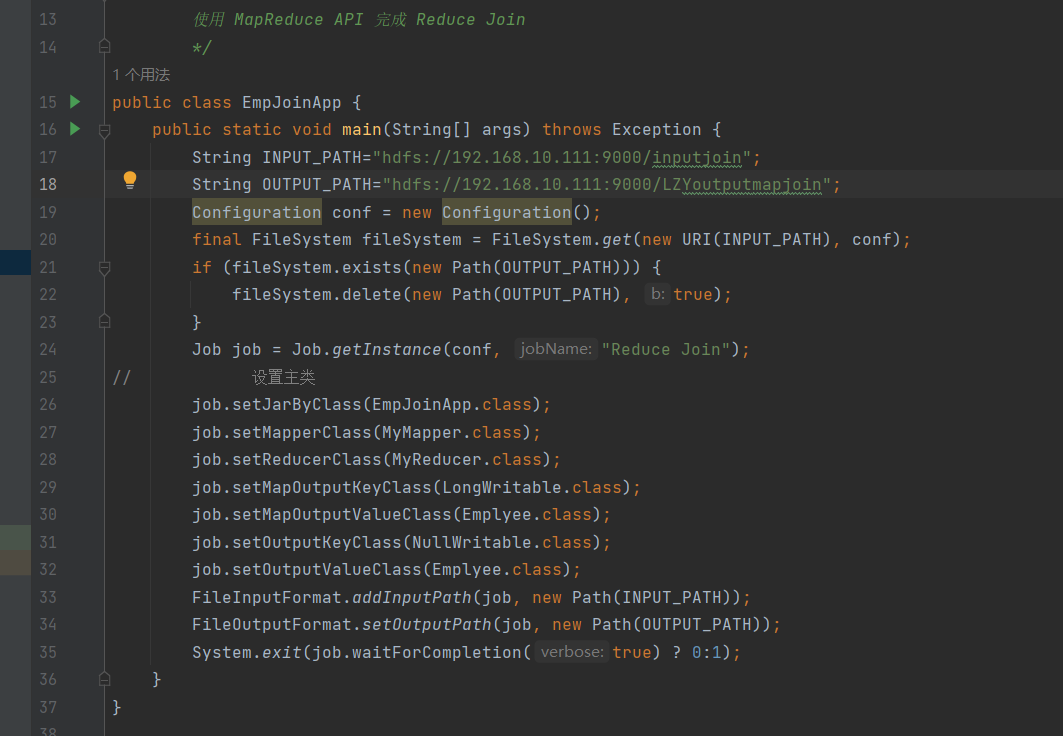 13 使用 MapReduce API 完成 Reduce Join
14 */
1 个用法
15 public class EmpJoinApp {
16 public static void main(String[] args) throws Exception {
17 String INPUT_PATH="hdfs://192.168.10.111:9000/inputjoin";
18 String OUTPUT_PATH="hdfs://192.168.10.111:9000/LZYoutputmapjoin";
19 Configuration conf = new Configuration();
20 final FileSystem fileSystem = FileSystem.get(new URI(INPUT_PATH), conf);
21 if (fileSystem.exists(new Path(OUTPUT_PATH))) {
22 fileSystem.delete(new Path(OUTPUT_PATH), b: true);
23 }
24 Job job = Job.getInstance(conf, jobName: "Reduce Join");
25 // 设置主类
26 job.setJarByClass(EmpJoinApp.class);
27 job.setMapperClass(MyMapper.class);
28 job.setReducerClass(MyReducer.class);
29 job.setMapOutputKeyClass(LongWritable.class);
30 job.setMapOutputValueClass(Emplyee.class);
31 job.setOutputKeyClass(NullWritable.class);
32 job.setOutputValueClass(Emplyee.class);
33 FileInputFormat.addInputPath(job, new Path(INPUT_PATH));
34 FileOutputFormat.setOutputPath(job, new Path(OUTPUT_PATH));
35 System.exit(job.waitForCompletion( verbose: true) ? 0:1);
36 }
37 }
38